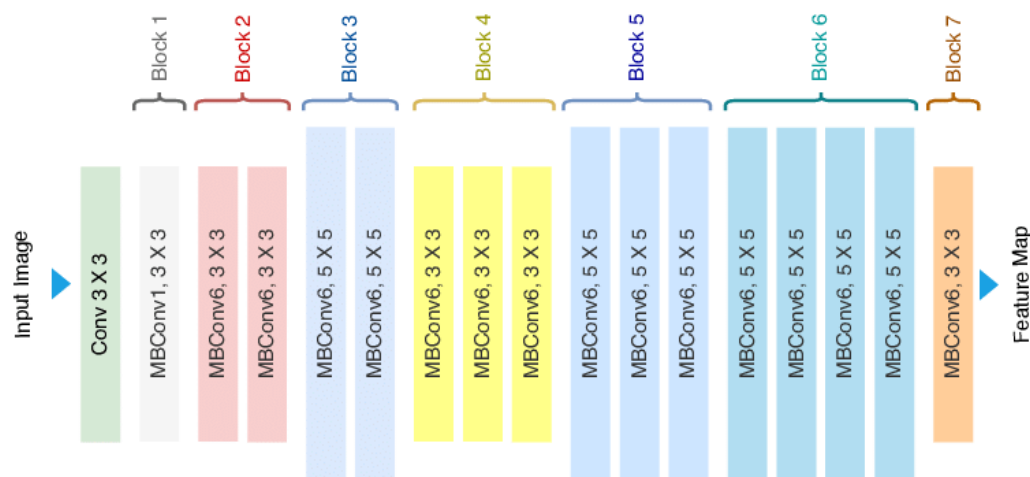 Input Image
Conv 3 X 3
Block 1
MBConv1, 3 X 3
Block 2
MBConv6, 3 X 3
MBConv6, 3 X 3
Block 3
MBConv6, 5 X 5
MBConv6, 5 X 5
Block 4
MBConv6, 3 X 3
MBConv6, 3 X 3
MBConv6, 3 X 3
Block 5
MBConv6, 5 X 5
MBConv6, 5 X 5
MBConv6, 5 X 5
Block 6
MBConv6, 5 X 5
MBConv6, 5 X 5
MBConv6, 5 X 5
MBConv6, 5 X 5
Block 7
MBConv6, 3 X 3
Feature Map